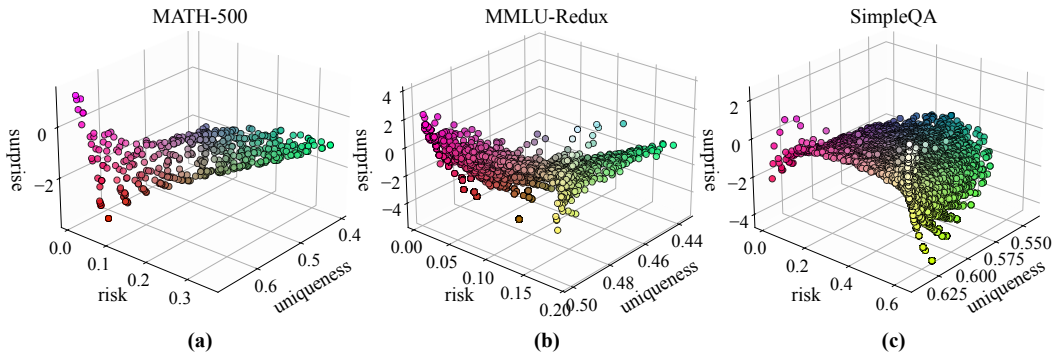 MATH-500
MMLU-Redux
SimpleQA
surprise
0
−2
0.0
0.1
0.2
0.3
risk
0.6
0.5
0.4
uniqueness
surprise
4
2
0
−2
−4
0.00
0.05
0.10
0.15
0.20
risk
0.50
0.48
0.46
0.44
uniqueness
surprise
2
0
−2
−4
0.0
0.2
0.4
0.6
risk
0.625
0.600
0.575
0.550
uniqueness
(a)
(b)
(c)